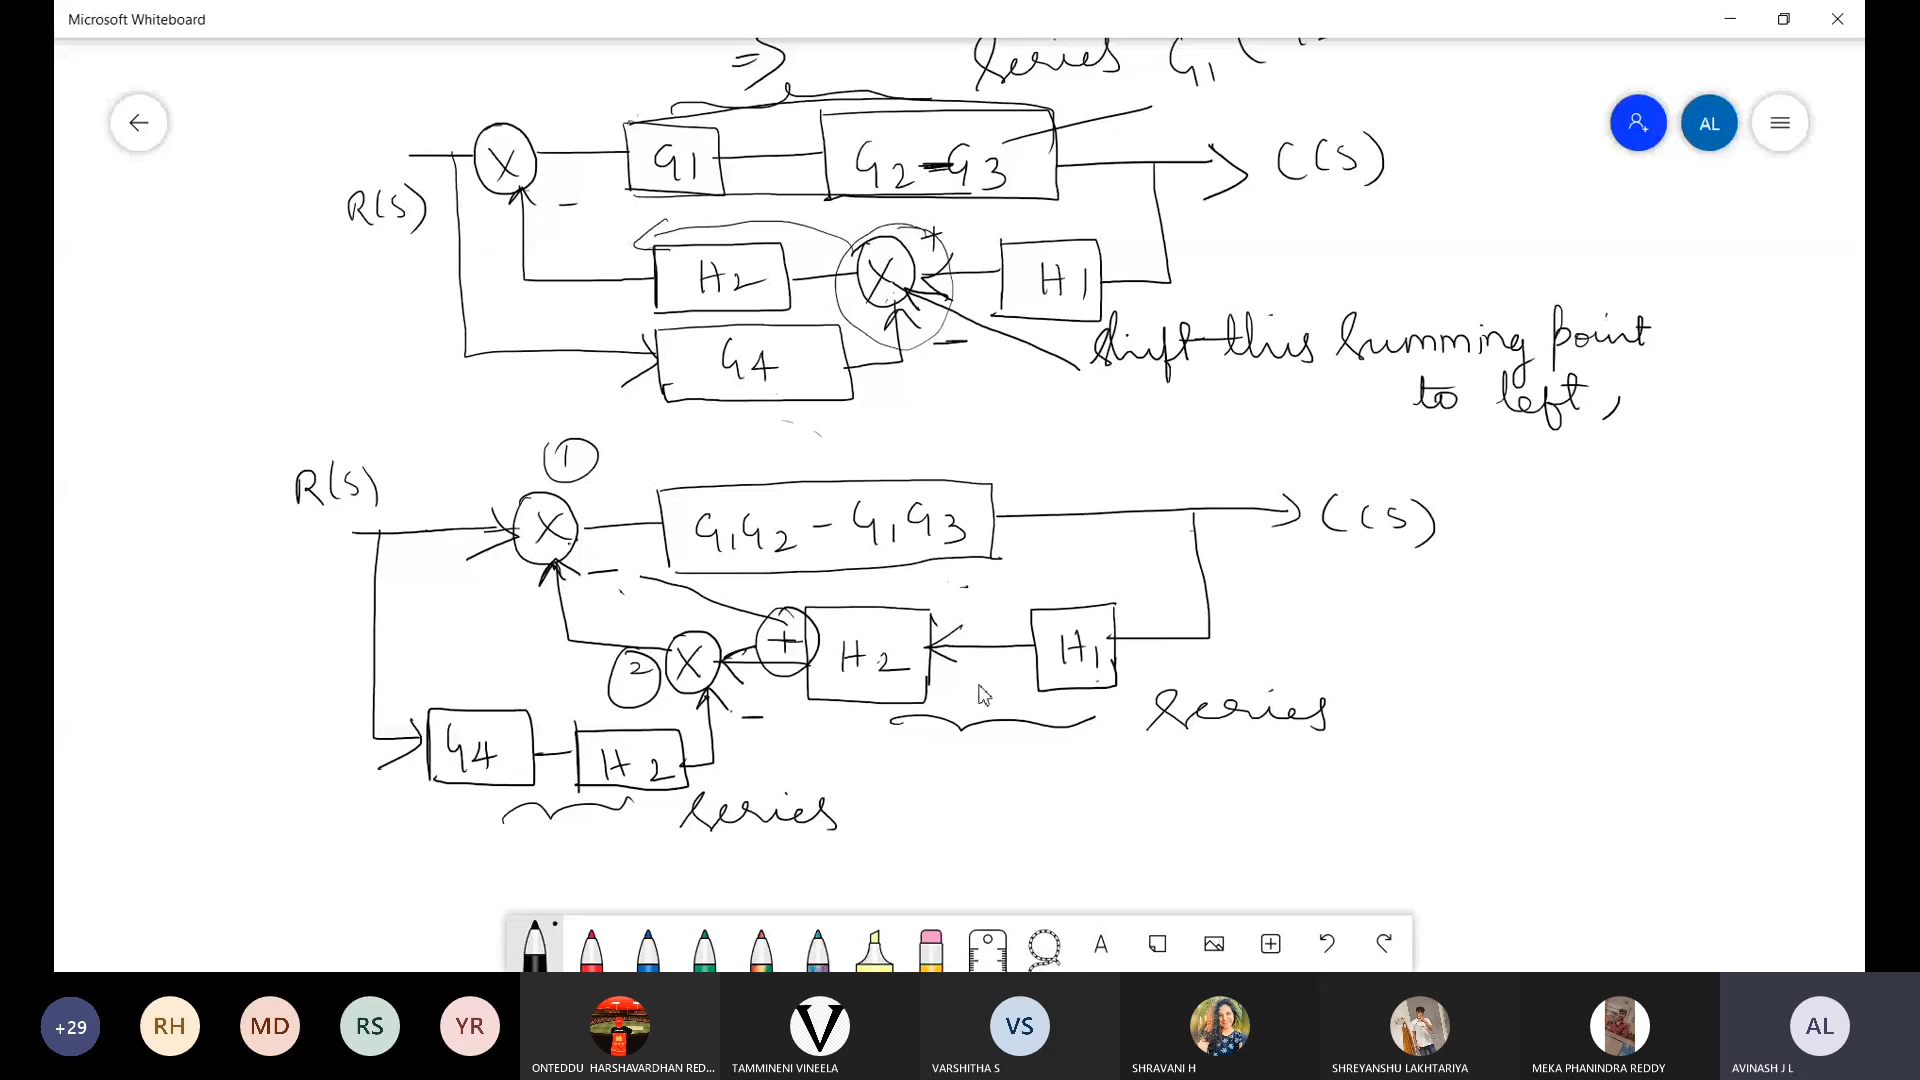 Microsoft Whiteboard
=> Series G1 (
G1 G2-G3 C(S)
R(S) -
AL
H2 X + H1
G4 -
shift this summing point
to left,
1
R(S) X G1G2 - G1G3 C(S)
-
2 X + H2 H1
-
series
G4 H2
series
A
+29
RH
MD
RS
YR
V
VS
AL
ONTEDDU HARSHAVARDHAN RED...
TAMMINENI VINEELA
VARSHITHA S
SHRAVANI H
SHREYANSHU LAKHTARIYA
MEKA PHANINDRA REDDY
AVINASH J L